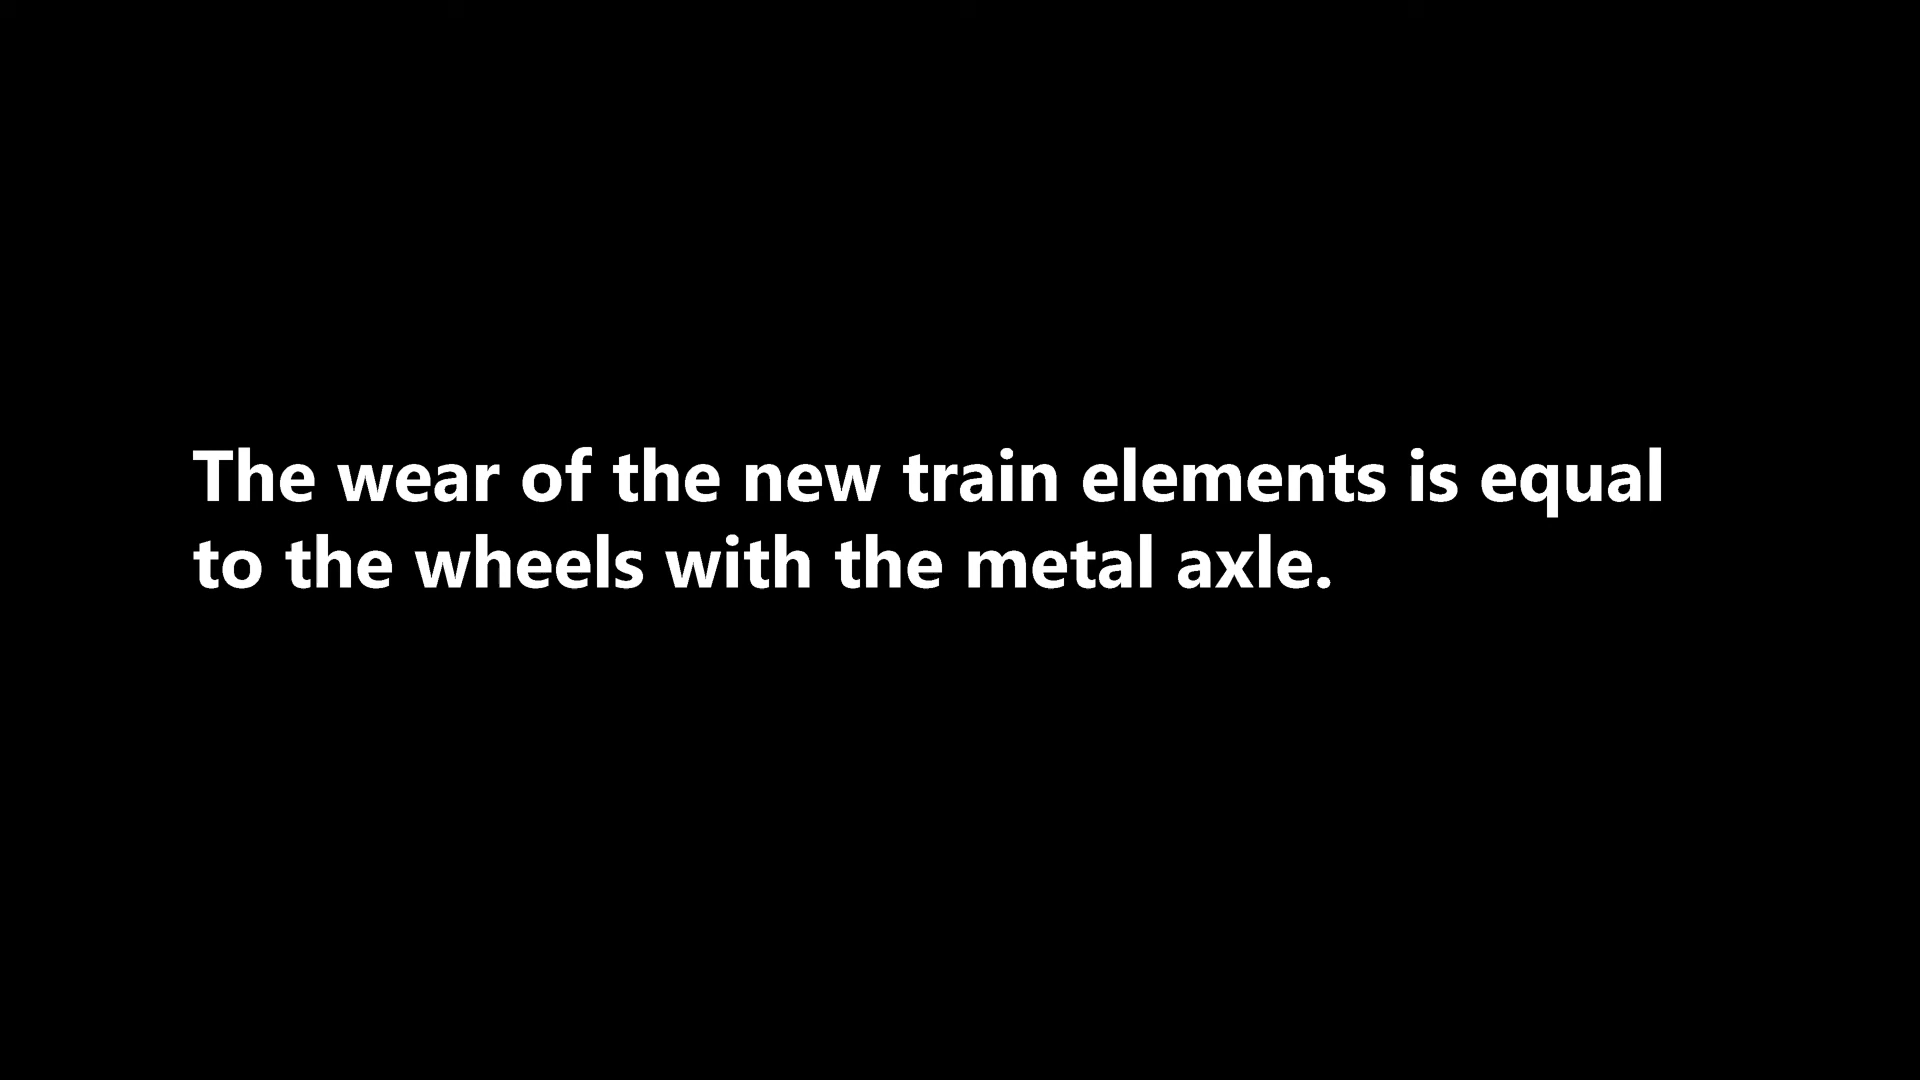 The wear of the new train elements is equal
to the wheels with the metal axle.